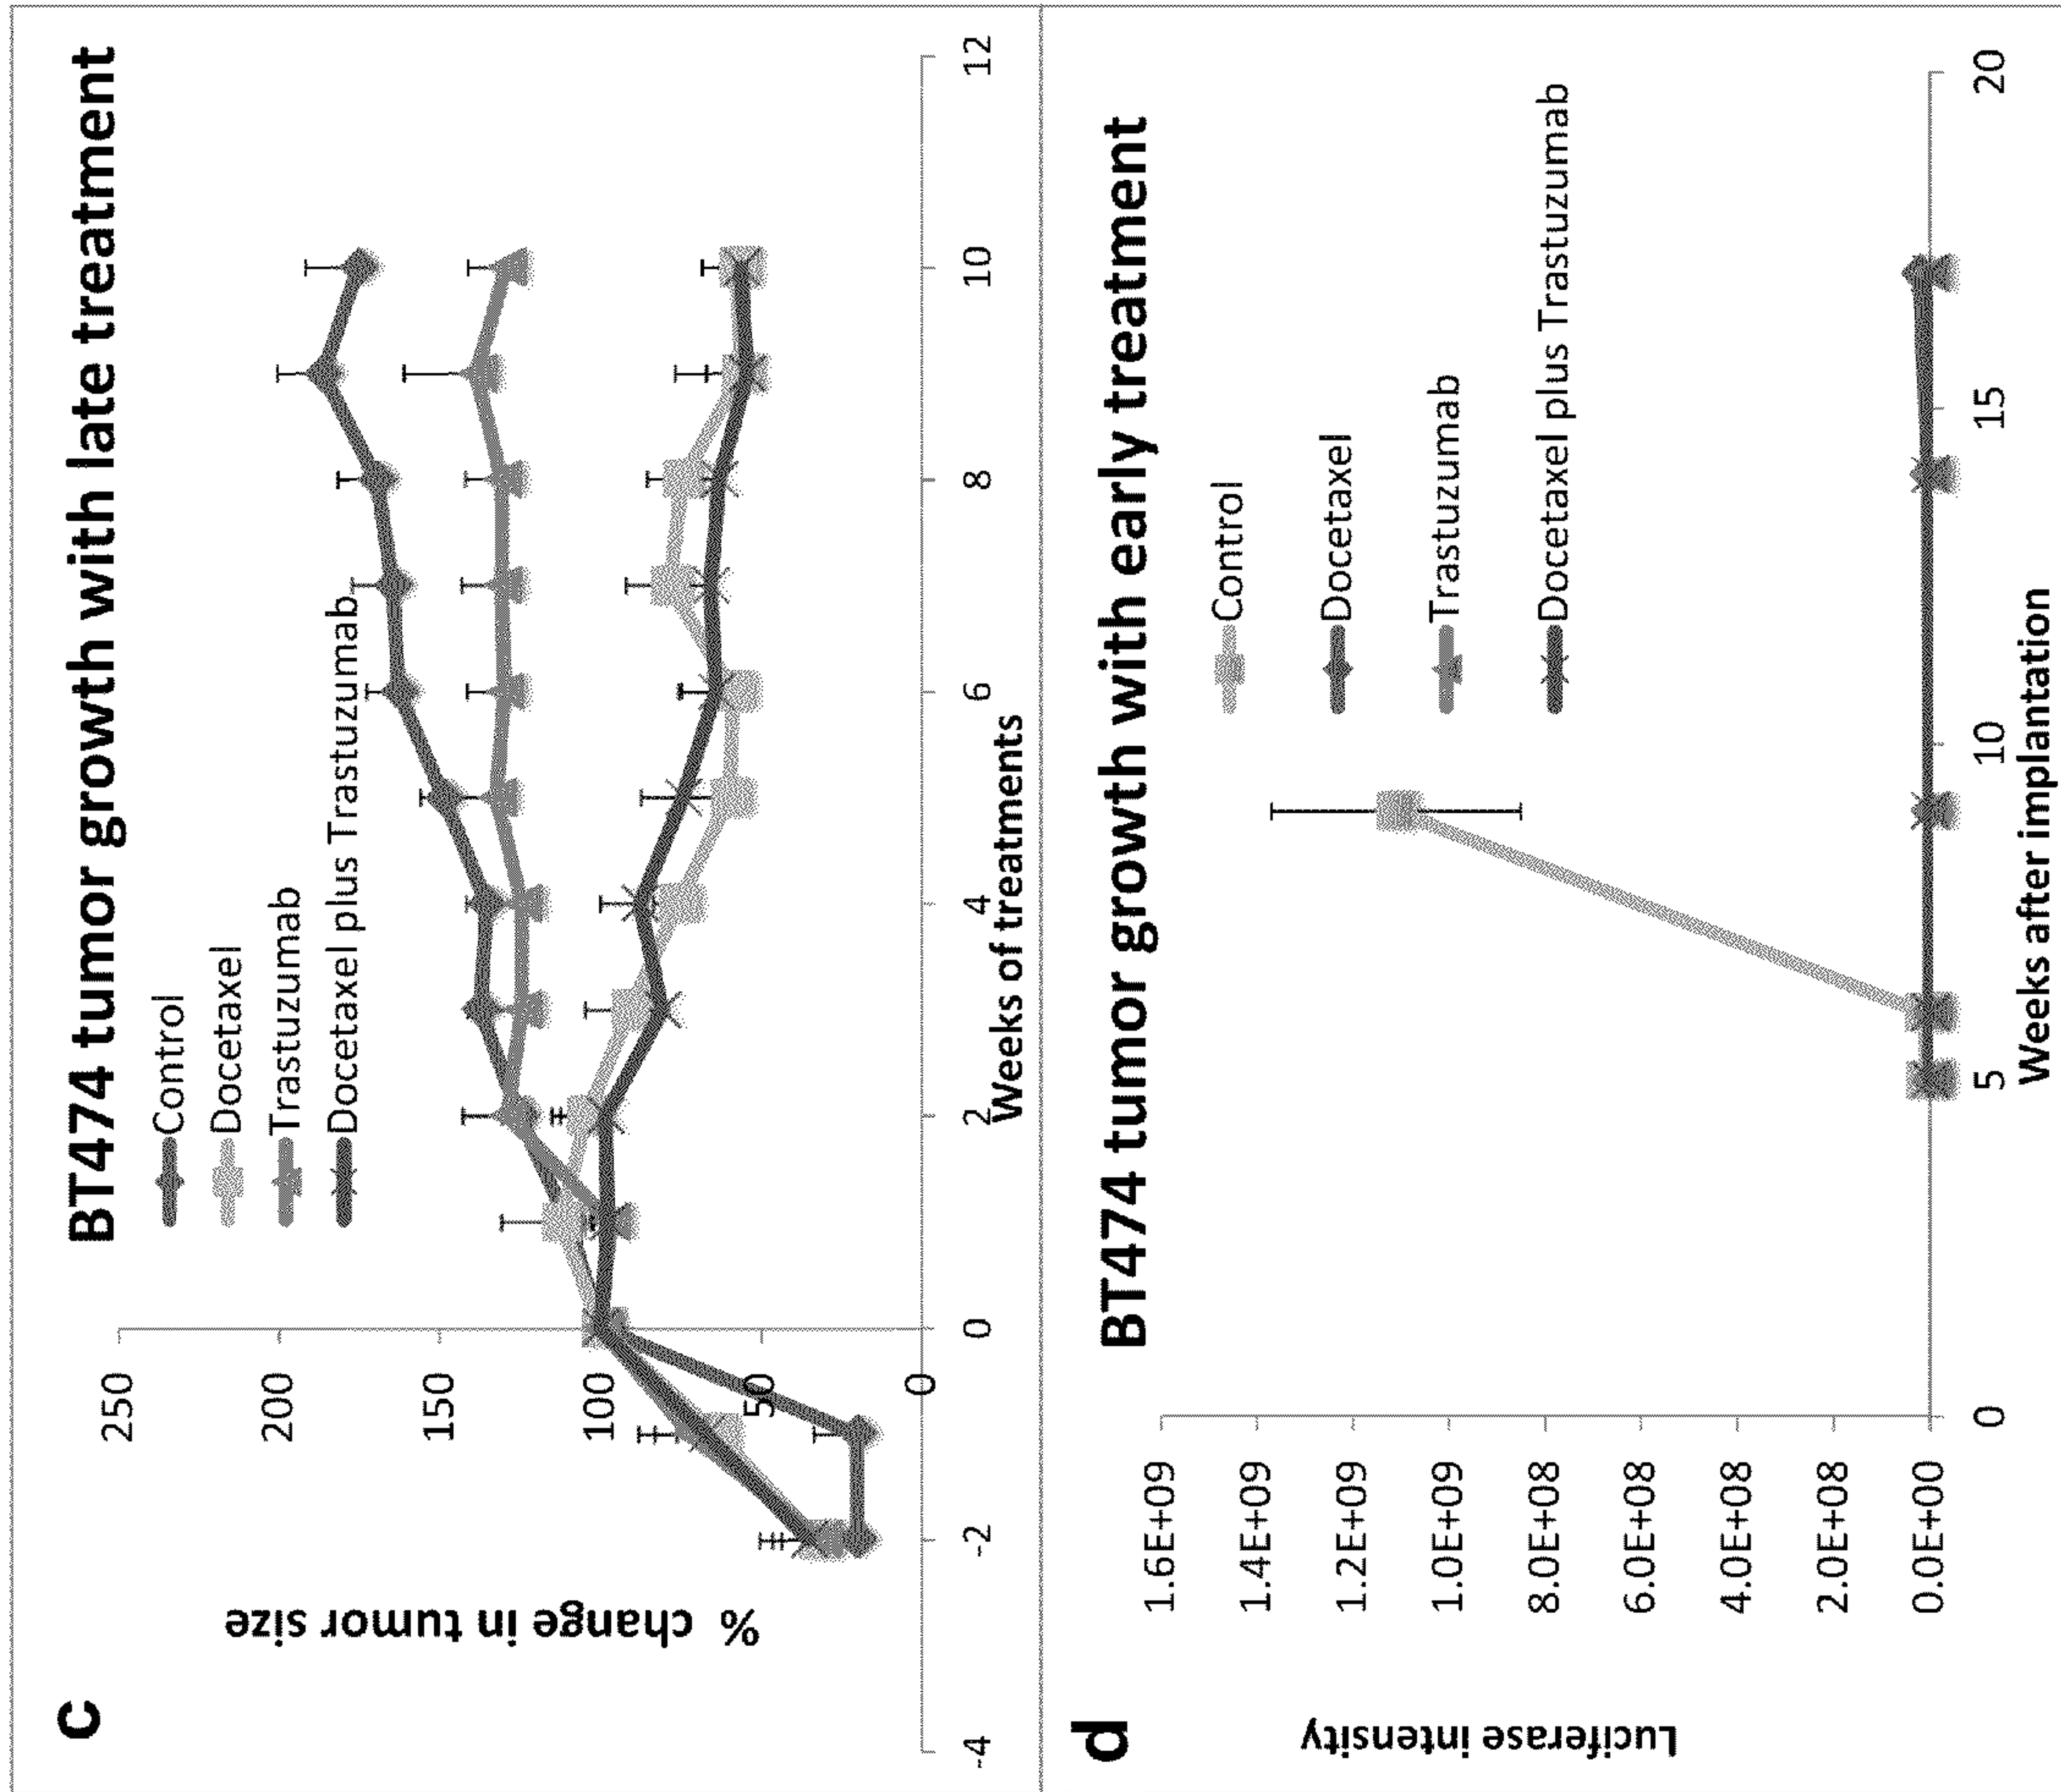 c
BT474 tumor growth with late treatment
Control
Docetaxel
Trastuzumab
Docetaxel plus Trastuzumab
% change in tumor size
250
200
150
100
50
0
-4
-2
0
2
4
6
8
10
12
Weeks of treatments
d
BT474 tumor growth with early treatment
Control
Docetaxel
Trastuzumab
Docetaxel plus Trastuzumab
Luciferase intensity
1.6E+09
1.4E+09
1.2E+09
1.0E+09
8.0E+08
6.0E+08
4.0E+08
2.0E+08
0.0E+00
0
5
10
15
20
Weeks after implantation